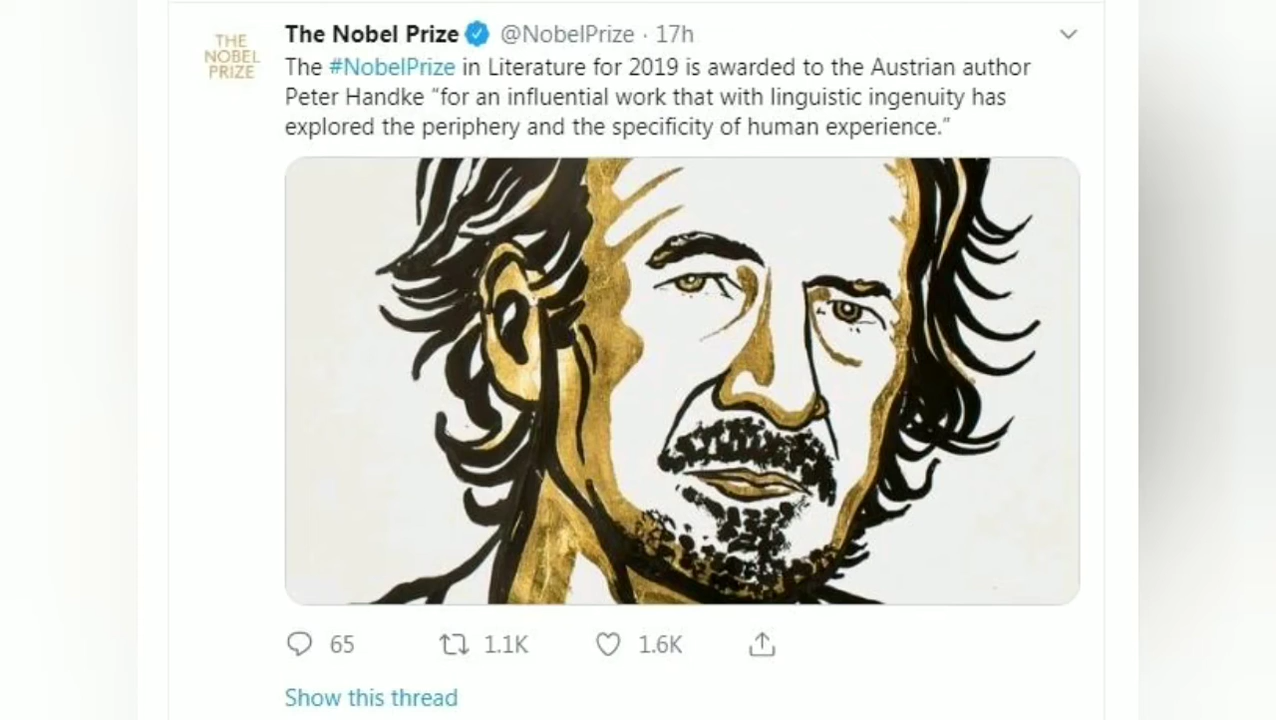 THE
NOBEL
PRIZE
The Nobel Prize @NobelPrize · 17h
The #NobelPrize in Literature for 2019 is awarded to the Austrian author
Peter Handke “for an influential work that with linguistic ingenuity has
explored the periphery and the specificity of human experience.”
65 1.1K 1.6K
Show this thread